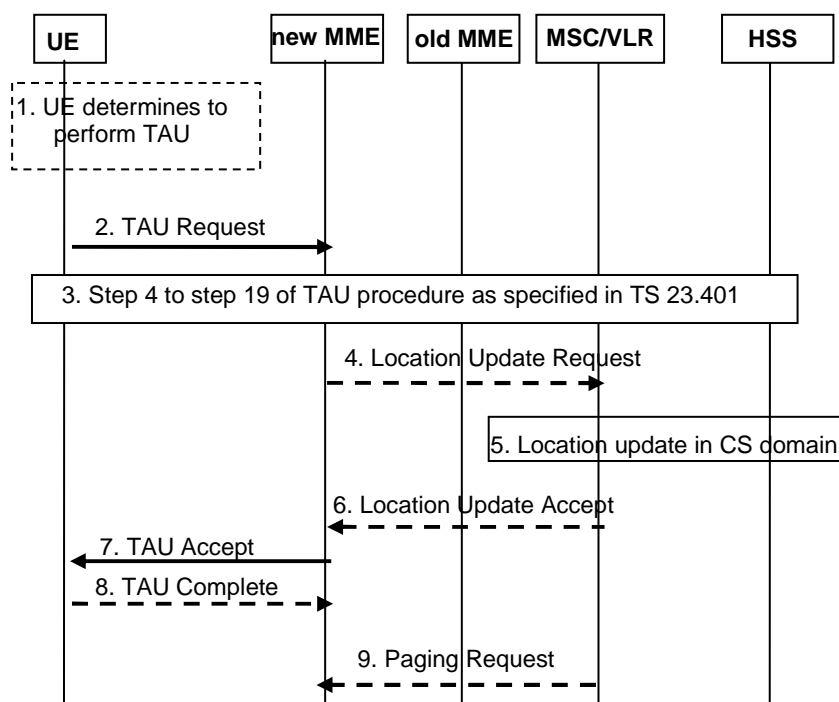 UE
new MME
old MME
MSC/VLR
HSS
1. UE determines to
perform TAU
2. TAU Request
3. Step 4 to step 19 of TAU procedure as specified in TS 23.401
4. Location Update Request
5. Location update in CS domain
6. Location Update Accept
7. TAU Accept
8. TAU Complete
9. Paging Request